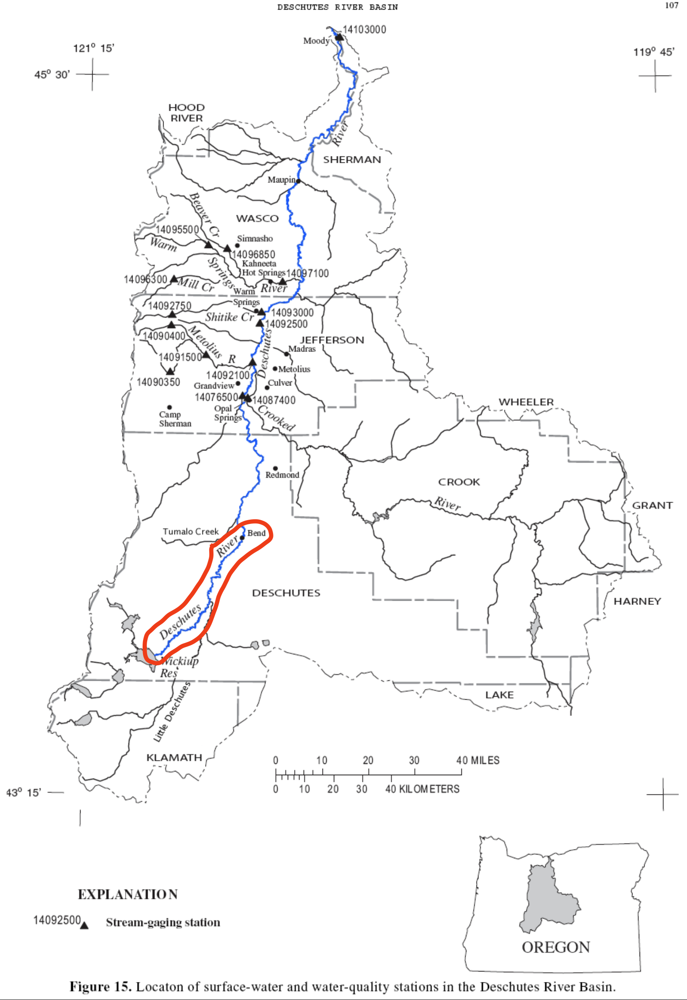 DESCHUTES RIVER BASIN
107
14103000
Moody
121° 15'
119° 45'
45° 30'
HOOD
RIVER
River
SHERMAN
Maupin
Beaver Cr
WASCO
14095500
Simnasho
Warm
14096850
Springs
Kahneeta
Hot Springs
14097100
14096300
Mill Cr
River
Warm
Springs
14092750
14093000
Shitike Cr
14092500
14090400
Metolius
R
Deschutes
JEFFERSON
Madras
14091500
Metolius
14092100
14090350
Grandview
Culver
14076500
14087400
Opal
Springs
Crooked
Camp
Sherman
WHEELER
Redmond
CROOK
River
GRANT
Tumalo Creek
Bend
River
DESCHUTES
HARNEY
Deschutes
Wickiup
Res
LAKE
Little Deschutes
KLAMATH
0 10 20 30 40 MILES
0 10 20 30 40 KILOMETERS
43° 15'
EXPLANATION
14092500
Stream-gaging station
OREGON
Figure 15. Locaton of surface-water and water-quality stations in the Deschutes River Basin.